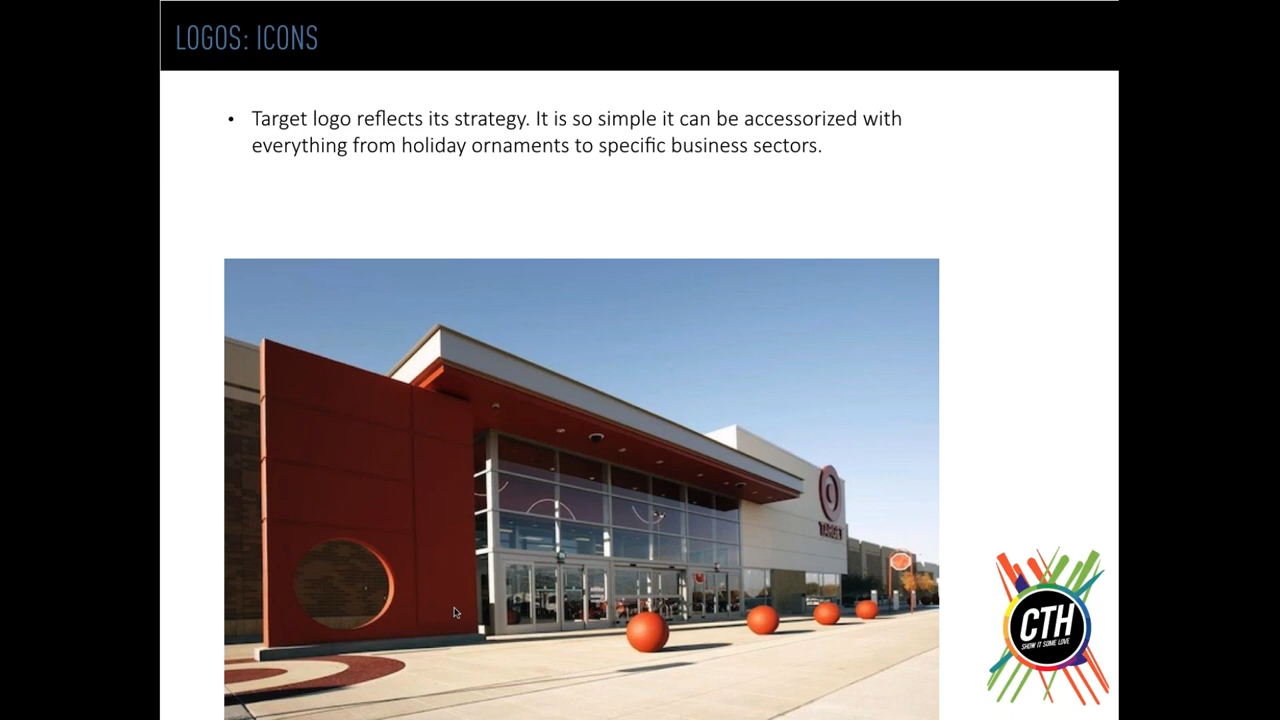 LOGOS: ICONS
• Target logo reflects its strategy. It is so simple it can be accessorized with
everything from holiday ornaments to specific business sectors.
TARGET
CTH
SHOW IT SOME LOVE